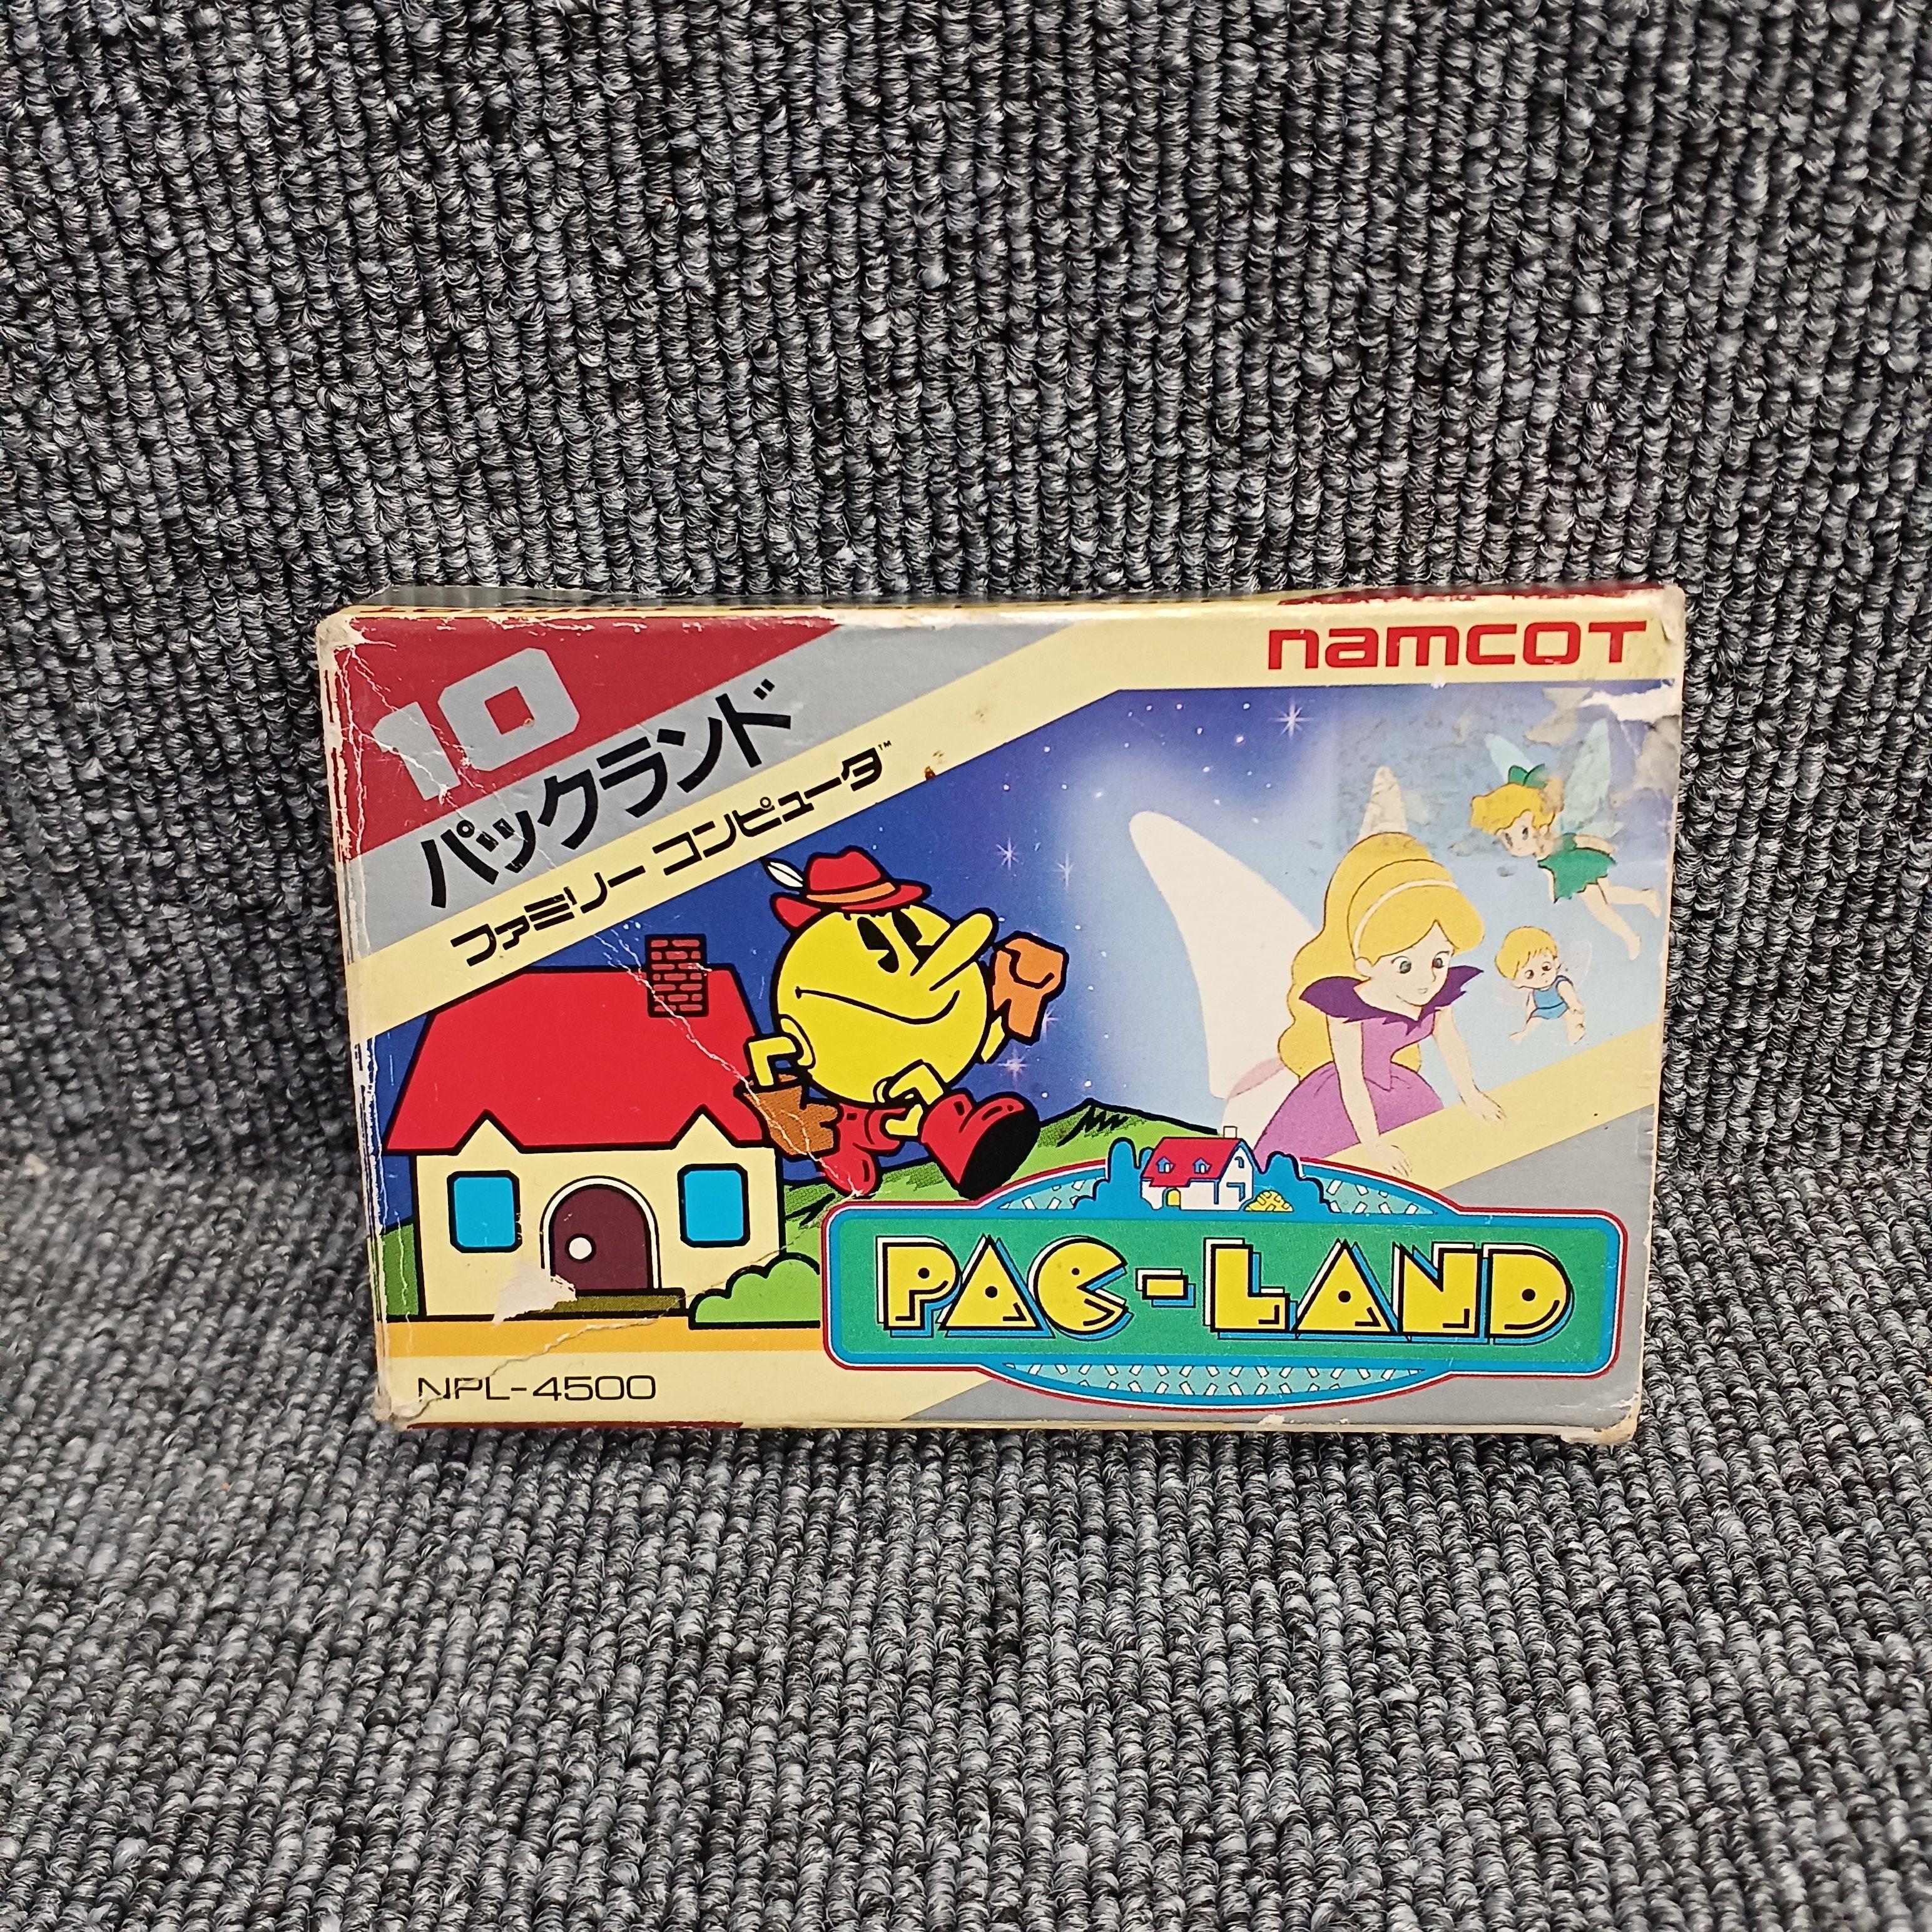 namcot
10
パックランド
ファミリー コンピュータ™
PAC-LAND
NPL-4500